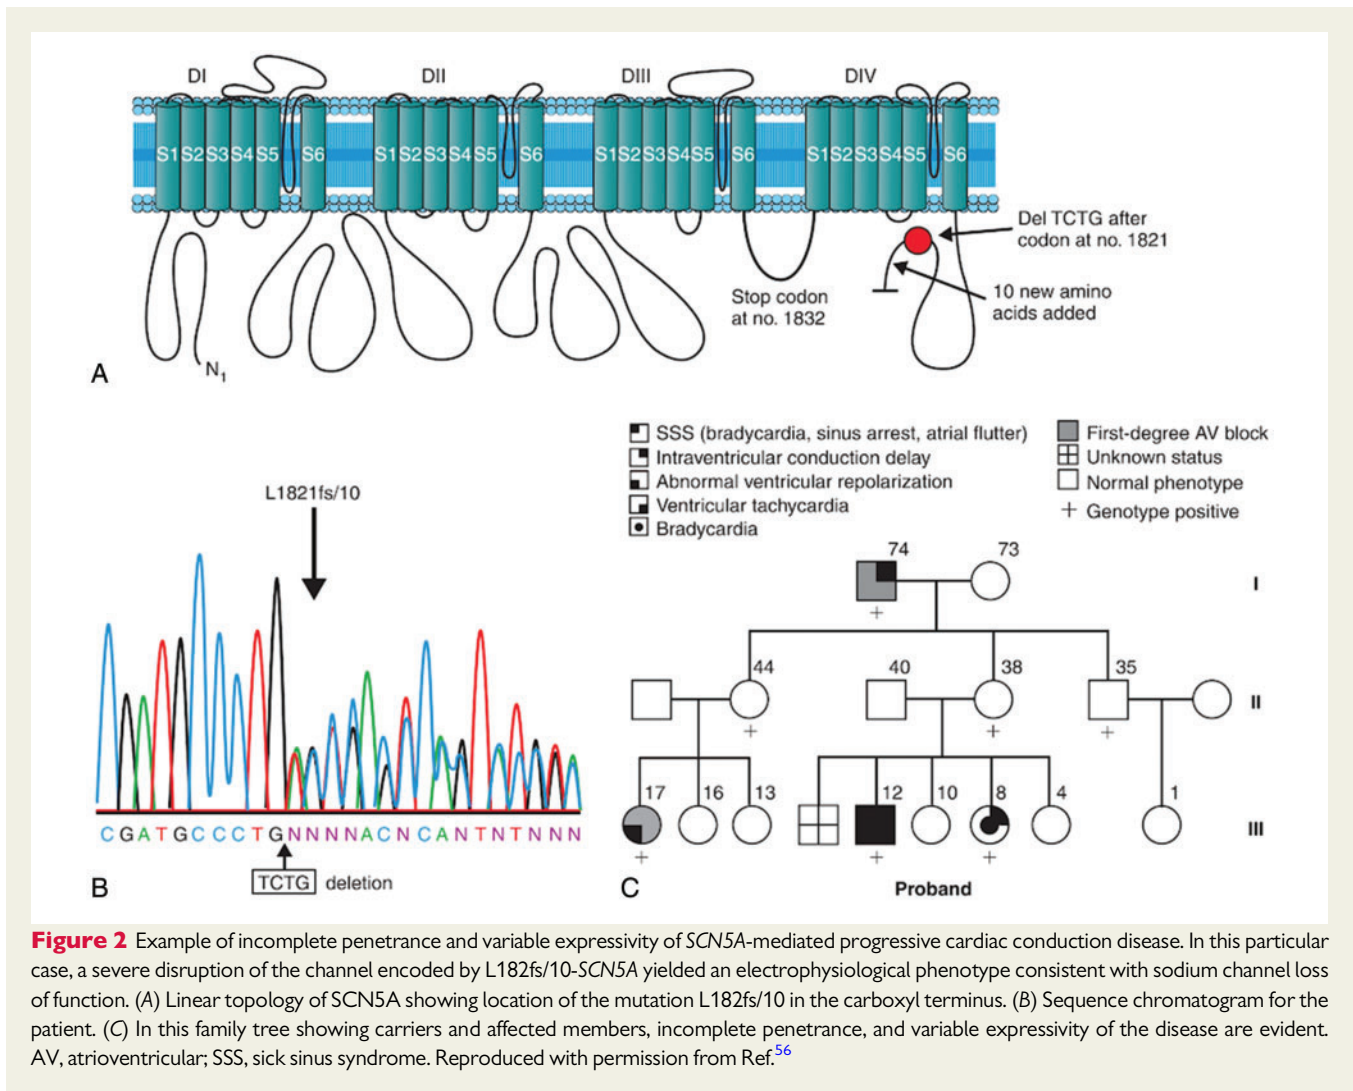 DI DII DIII DIV
S1 S2 S3 S4 S5 S6 S1 S2 S3 S4 S5 S6 S1 S2 S3 S4 S5 S6 S1 S2 S3 S4 S5 S6
Del TCTG after
codon at no. 1821
Stop codon
at no. 1832
10 new amino
acids added
N1
A
L1821fs/10
CGATGCCCTGNNNNACNCANTNTNNN
TCTG deletion
B
SSS (bradycardia, sinus arrest, atrial flutter)
Intraventricular conduction delay
Abnormal ventricular repolarization
Ventricular tachycardia
Bradycardia
First-degree AV block
Unknown status
Normal phenotype
+ Genotype positive
74 73
I
+
44 40 38 35
II
+ + +
17 16 13 12 10 8 4 1
III
+ + +
C
Proband
Figure 2 Example of incomplete penetrance and variable expressivity of SCN5A-mediated progressive cardiac conduction disease. In this particular
case, a severe disruption of the channel encoded by L182fs/10-SCN5A yielded an electrophysiological phenotype consistent with sodium channel loss
of function. (A) Linear topology of SCN5A showing location of the mutation L182fs/10 in the carboxyl terminus. (B) Sequence chromatogram for the
patient. (C) In this family tree showing carriers and affected members, incomplete penetrance, and variable expressivity of the disease are evident.
AV, atrioventricular; SSS, sick sinus syndrome. Reproduced with permission from Ref.56